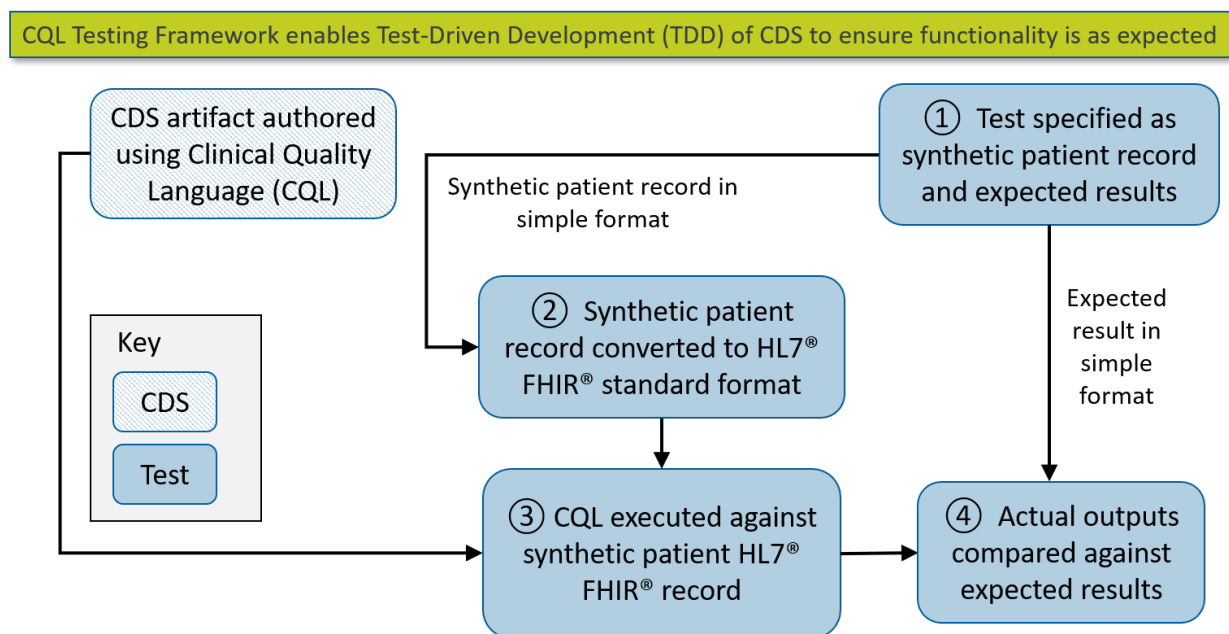 CQL Testing Framework enables Test-Driven Development (TDD) of CDS to ensure functionality is as expected
CDS artifact authored
using Clinical Quality
Language (CQL)
① Test specified as
synthetic patient record
and expected results
Synthetic patient record in
simple format
② Synthetic patient
record converted to HL7®
FHIR® standard format
Expected
result in
simple
format
Key
CDS
Test
③ CQL executed against
synthetic patient HL7®
FHIR® record
④ Actual outputs
compared against
expected results